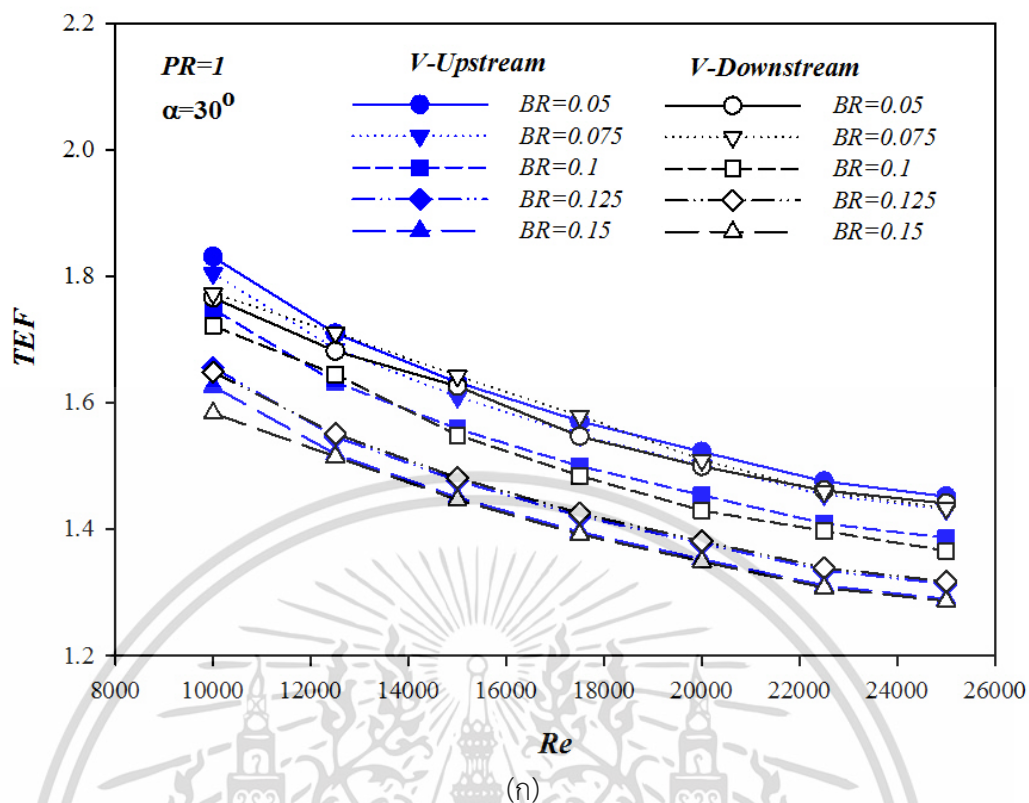 2.2
PR=1
V-Upstream
V-Downstream
α=30⁰
BR=0.05
BR=0.05
BR=0.075
BR=0.075
2.0
BR=0.1
BR=0.1
BR=0.125
BR=0.125
BR=0.15
BR=0.15
1.8
TEF
1.6
1.4
1.2
8000 10000 12000 14000 16000 18000 20000 22000 24000 26000
Re
(ก)